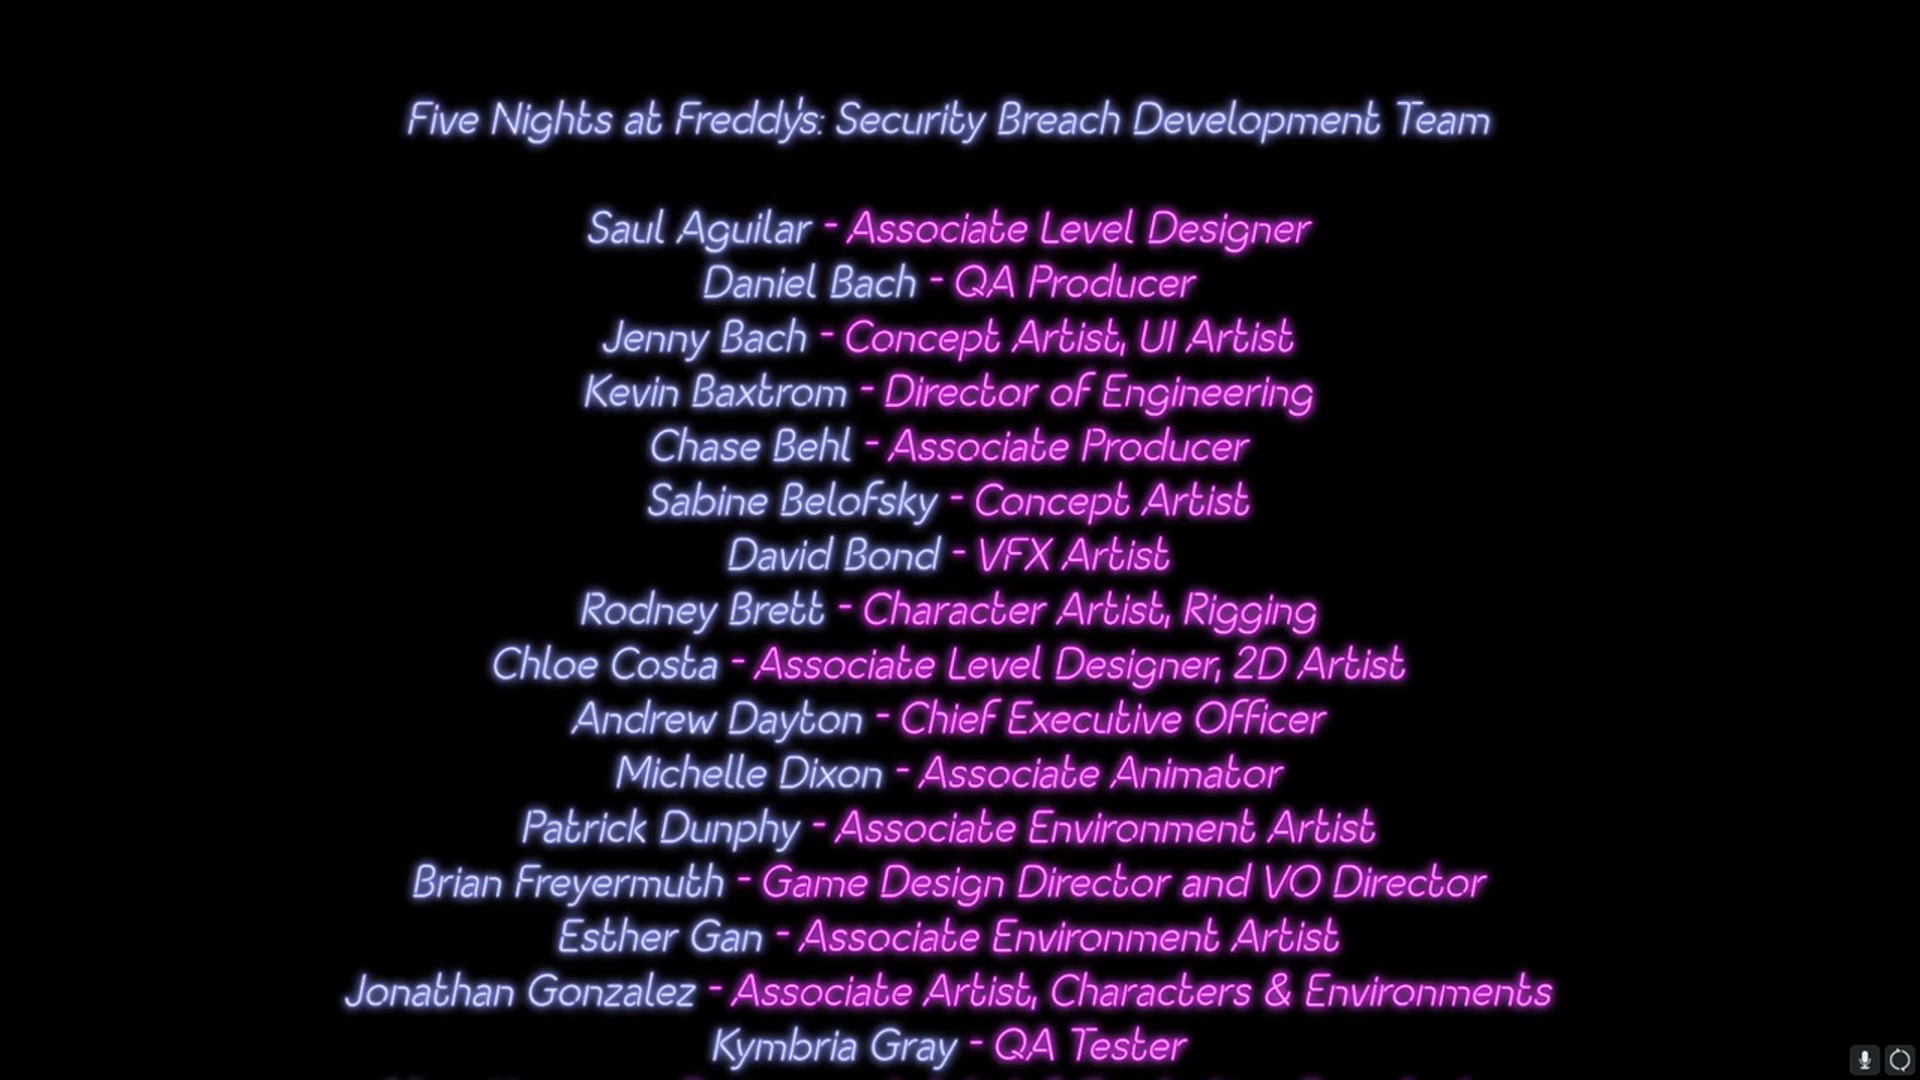 Five Nights at Freddy's: Security Breach Development Team
Saul Aguilar - Associate Level Designer
Daniel Bach - QA Producer
Jenny Bach - Concept Artist, UI Artist
Kevin Baxtrom - Director of Engineering
Chase Behl - Associate Producer
Sabine Belofsky - Concept Artist
David Bond - VFX Artist
Rodney Brett - Character Artist, Rigging
Chloe Costa - Associate Level Designer, 2D Artist
Andrew Dayton - Chief Executive Officer
Michelle Dixon - Associate Animator
Patrick Dunphy - Associate Environment Artist
Brian Freyermuth - Game Design Director and VO Director
Esther Gan - Associate Environment Artist
Jonathan Gonzalez - Associate Artist, Characters & Environments
Kymbria Gray - QA Tester